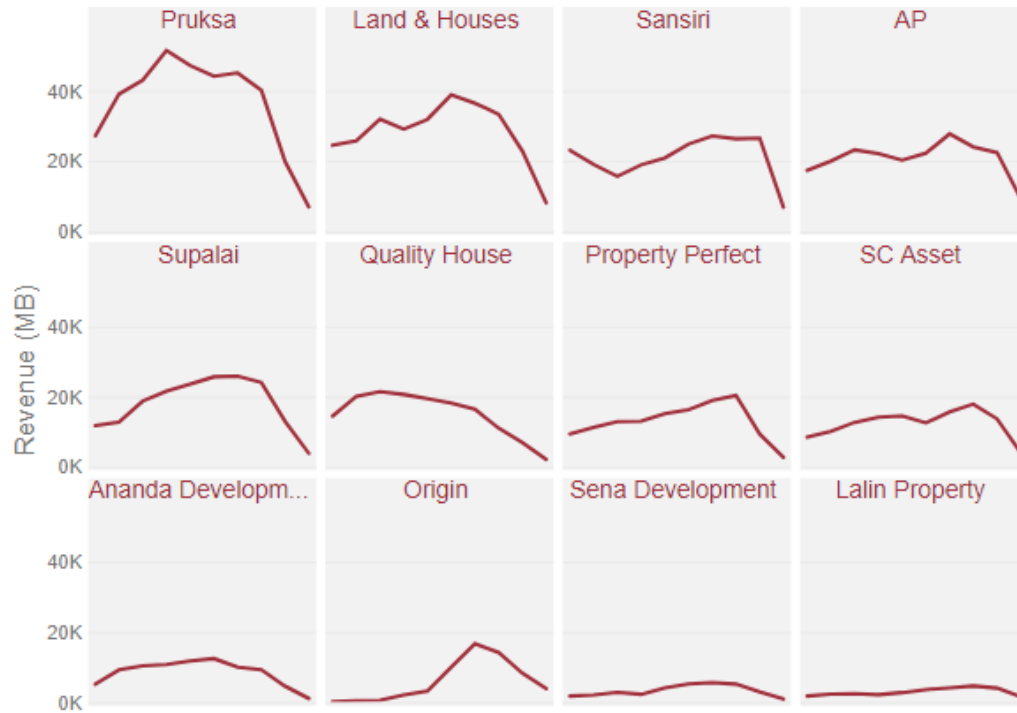 Pruksa
Land & Houses
Sansiri
AP
40K
20K
0K
Supalai
Quality House
Property Perfect
SC Asset
Revenue (MB)
40K
20K
0K
Ananda Developm...
Origin
Sena Development
Lalin Property
40K
20K
0K